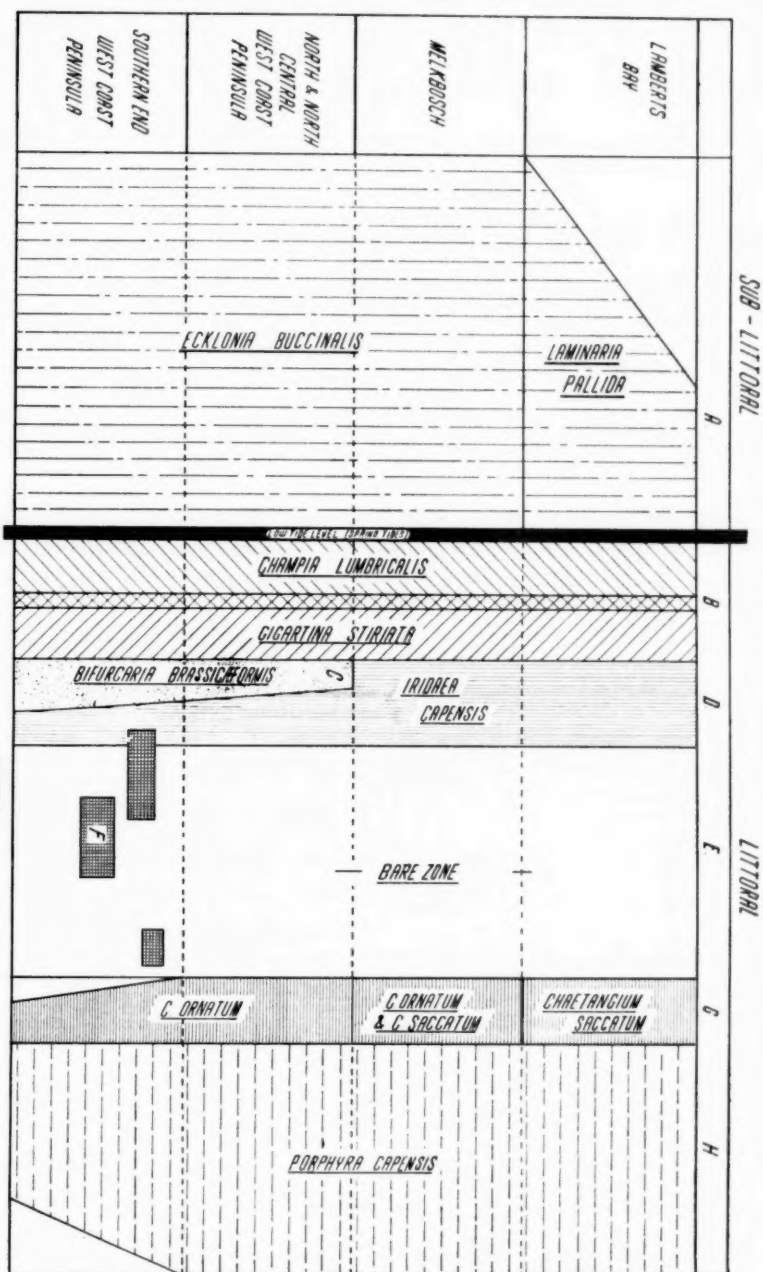 SOUTHERN END
WEST COAST
PENINSULA
NORTH & NORTH
CENTRAL
WEST COAST
PENINSULA
MELKBOSCH
LAMBERTS
BAY
SUB-LITTORAL
A
ECKLONIA BUCCINALIS
LAMINARIA
PALLIDA
LOW TIDE LEVEL (SPRING TIDES)
CHAMPIA LUMBRICALIS
B
GIGARTINA STIRIATA
BIFURCARIA BRASSICÆFORMIS
C
IRIDAEA
CAPENSIS
D
LITTORAL
F
BARE ZONE
E
C ORNATUM
C ORNATUM
& C SACCATUM
CHAETANGIUM
SACCATUM
G
PORPHYRA CAPENSIS
H